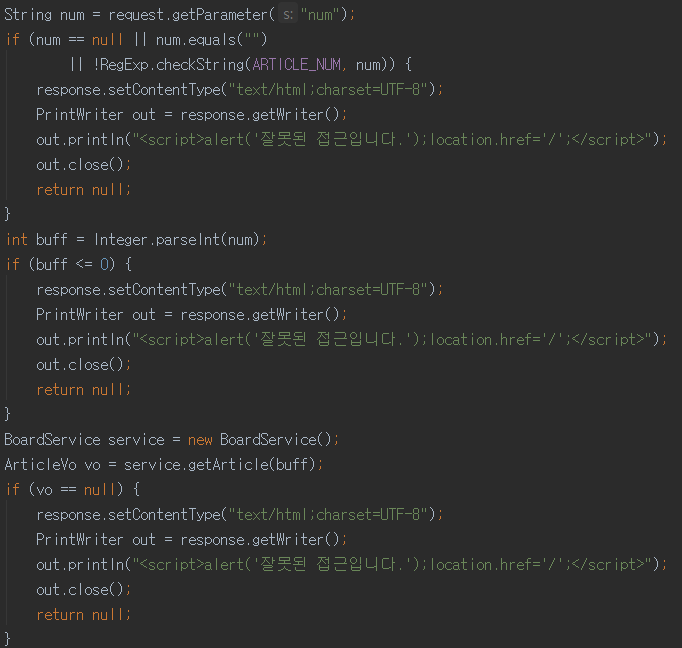 String num = request.getParameter( s: "num");
if (num == null || num.equals("")
        || !RegExp.checkString(ARTICLE_NUM, num)) {
    response.setContentType("text/html;charset=UTF-8");
    PrintWriter out = response.getWriter();
    out.println("<script>alert('잘못된 접근입니다.');location.href='/';</script>");
    out.close();
    return null;
}
int buff = Integer.parseInt(num);
if (buff <= 0) {
    response.setContentType("text/html;charset=UTF-8");
    PrintWriter out = response.getWriter();
    out.println("<script>alert('잘못된 접근입니다.');location.href='/';</script>");
    out.close();
    return null;
}
BoardService service = new BoardService();
ArticleVo vo = service.getArticle(buff);
if (vo == null) {
    response.setContentType("text/html;charset=UTF-8");
    PrintWriter out = response.getWriter();
    out.println("<script>alert('잘못된 접근입니다.');location.href='/';</script>");
    out.close();
    return null;
}